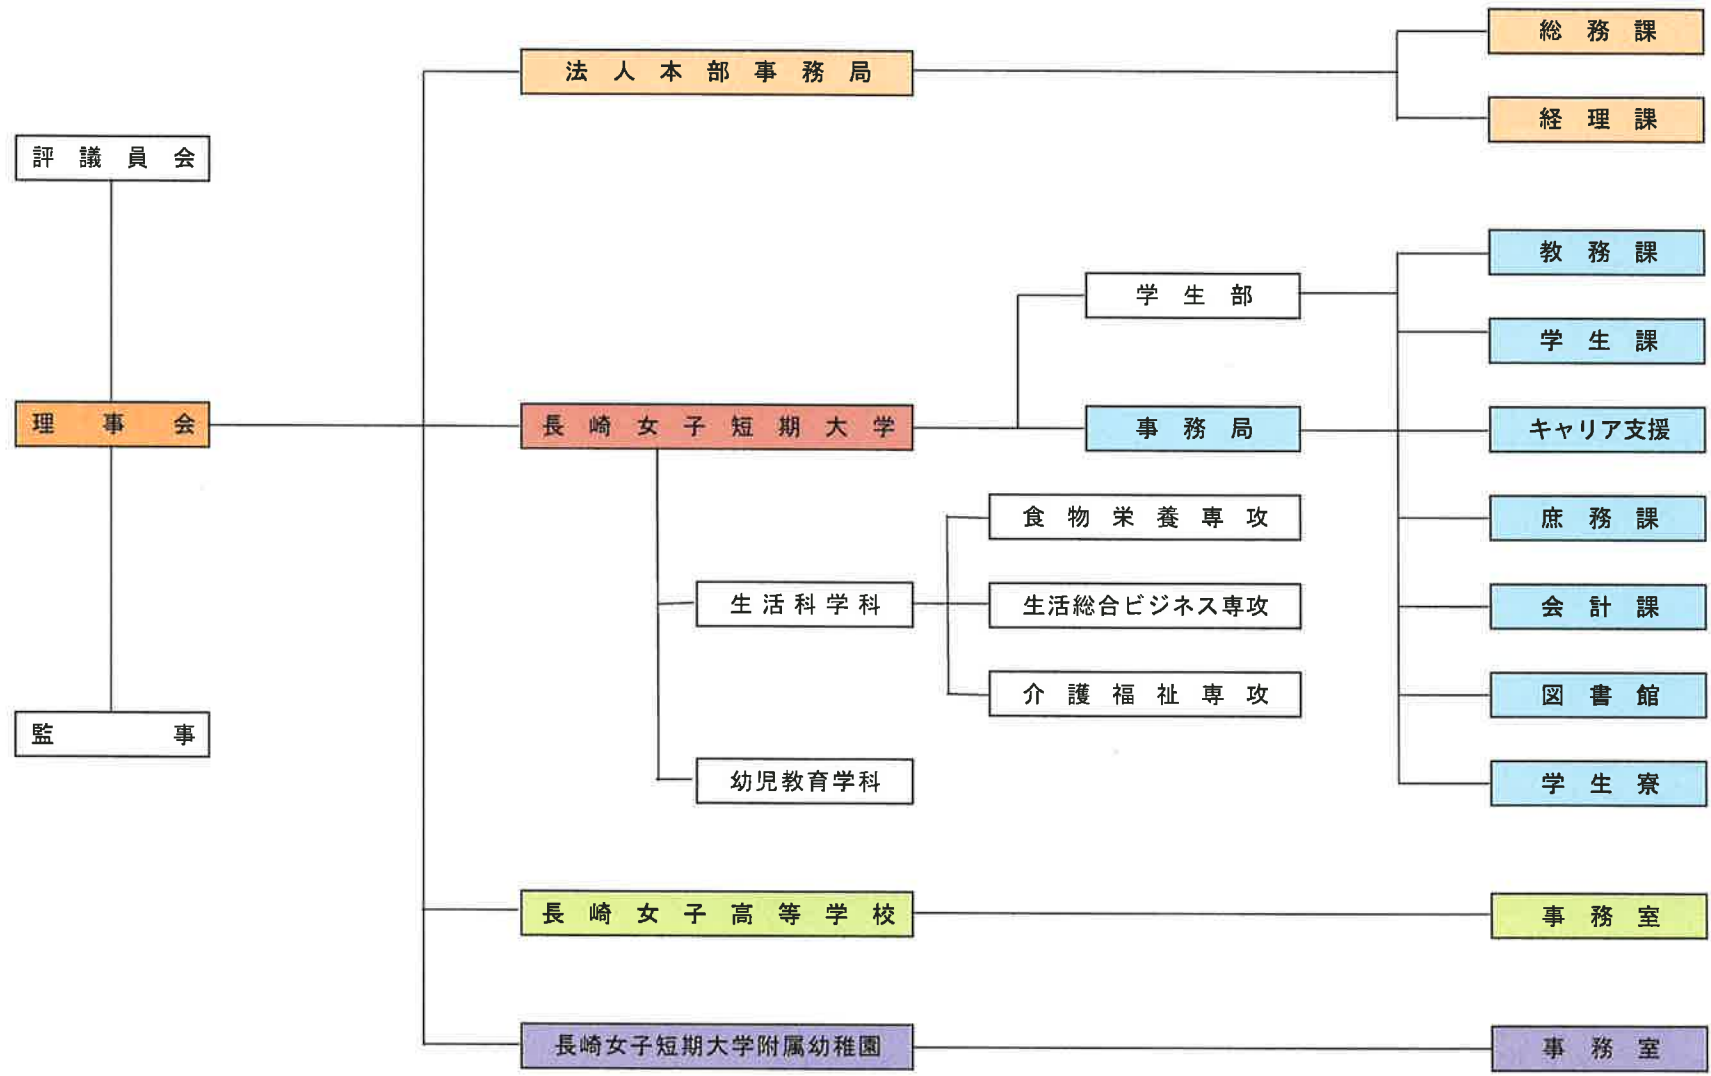 評議員会
理事会
監事
法人本部事務局
総務課
経理課
長崎女子短期大学
学生部
事務局
教務課
学生課
キャリア支援
庶務課
会計課
図書館
学生寮
生活科学科
食物栄養専攻
生活総合ビジネス専攻
介護福祉専攻
幼児教育学科
長崎女子高等学校
事務室
長崎女子短期大学附属幼稚園
事務室